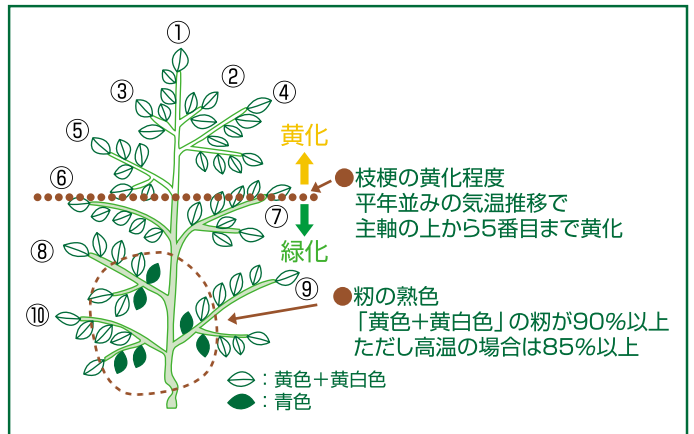 ①
②
③
④
⑤
黄化
⑥
●枝梗の黄化程度
平年並みの気温推移で
主軸の上から5番目まで黄化
⑦
緑化
⑧
⑨
●籾の熟色
「黄色＋黄白色」の籾が90％以上
ただし高温の場合は85％以上
⑩
：黄色＋黄白色
：青色